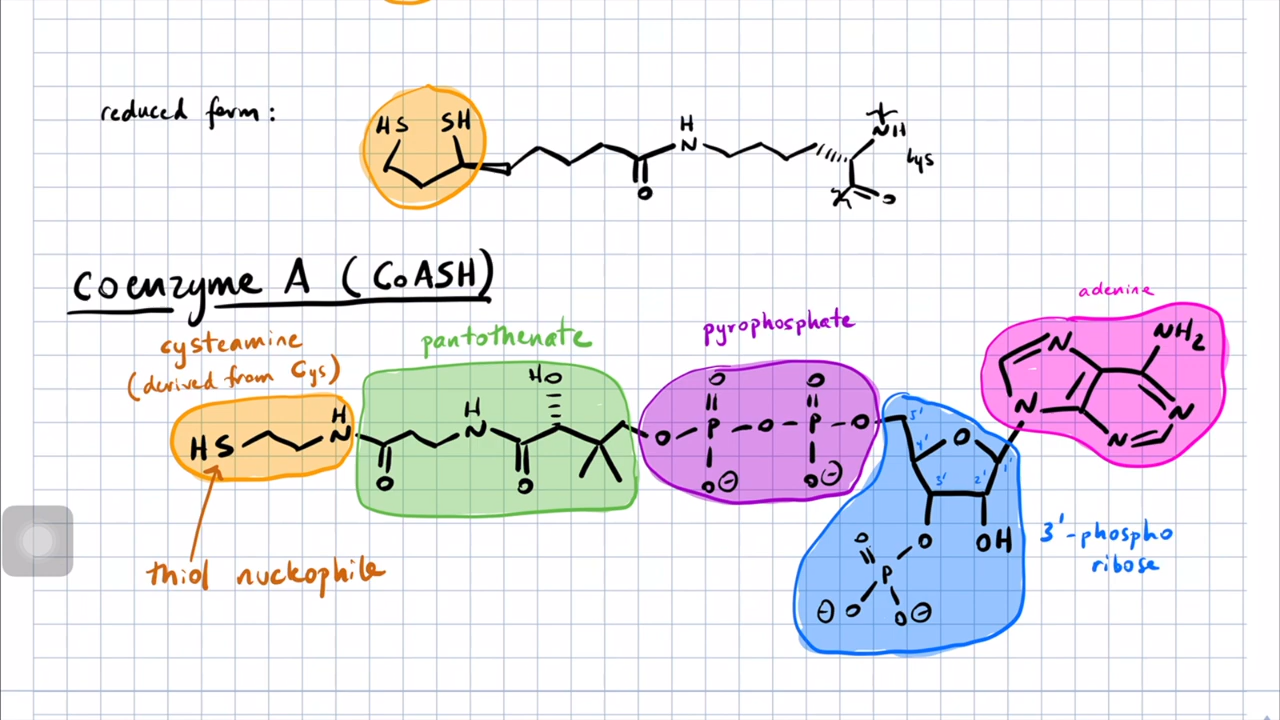 reduced form:
HS SH
H
N
O
NH
Lys
O
Coenzyme A (CoASH)
adenine
cysteamine
(derived from Cys)
pantothenate
pyrophosphate
HS
H
N
O
H
N
O
HO
O
O
P
O⊖
O
O
P
O⊖
O
5'
4'
3'
2'
1'
O
OH
O
O
P
⊖O
O⊖
N
N
NH2
N
N
thiol nucleophile
3'-phospho
ribose